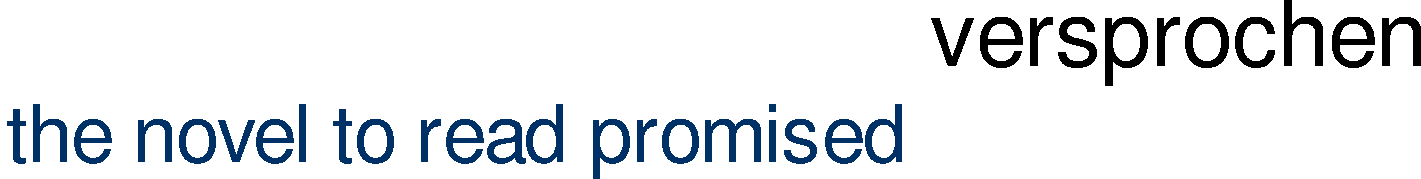 versprochen
the novel to read promised